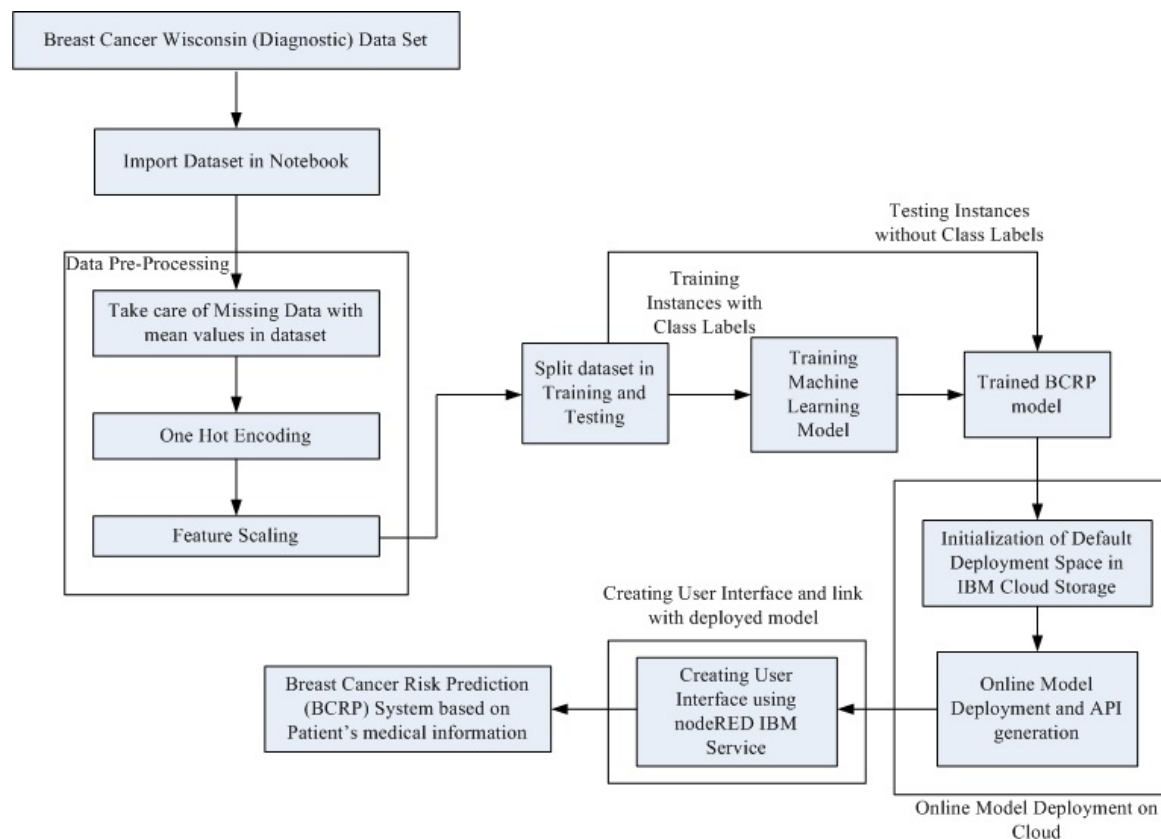 Breast Cancer Wisconsin (Diagnostic) Data Set
Import Dataset in Notebook
Data Pre-Processing
Take care of Missing Data with
mean values in dataset
One Hot Encoding
Feature Scaling
Split dataset in
Training and
Testing
Training
Instances with
Class Labels
Testing Instances
without Class Labels
Training
Machine
Learning
Model
Trained BCRP
model
Initialization of Default
Deployment Space in
IBM Cloud Storage
Online Model
Deployment and API
generation
Online Model Deployment on
Cloud
Creating User Interface and link
with deployed model
Creating User
Interface using
nodeRED IBM
Service
Breast Cancer Risk Prediction
(BCRP) System based on
Patient's medical information